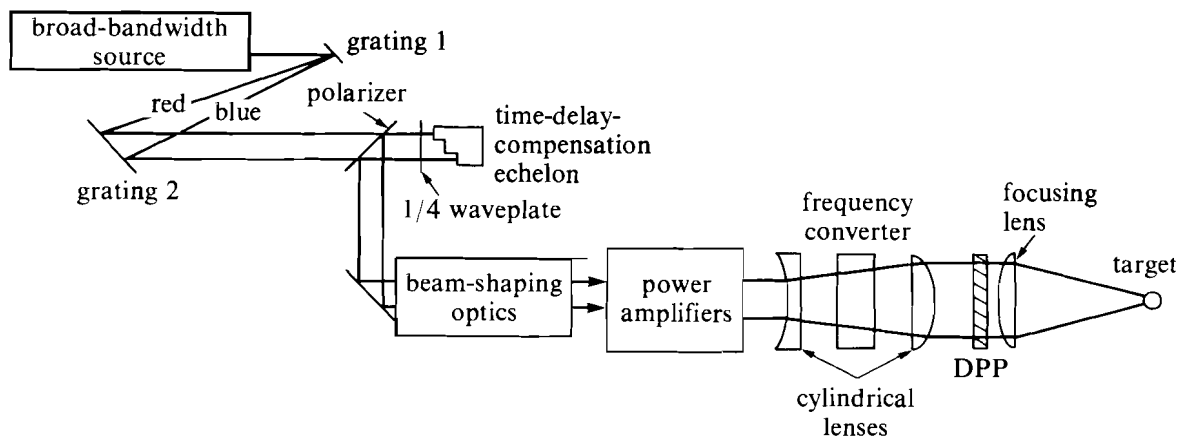 broad-bandwidth
source
grating 1
red
blue
polarizer
time-delay-
compensation
echelon
grating 2
1/4 waveplate
frequency
converter
focusing
lens
target
beam-shaping
optics
power
amplifiers
DPP
cylindrical
lenses